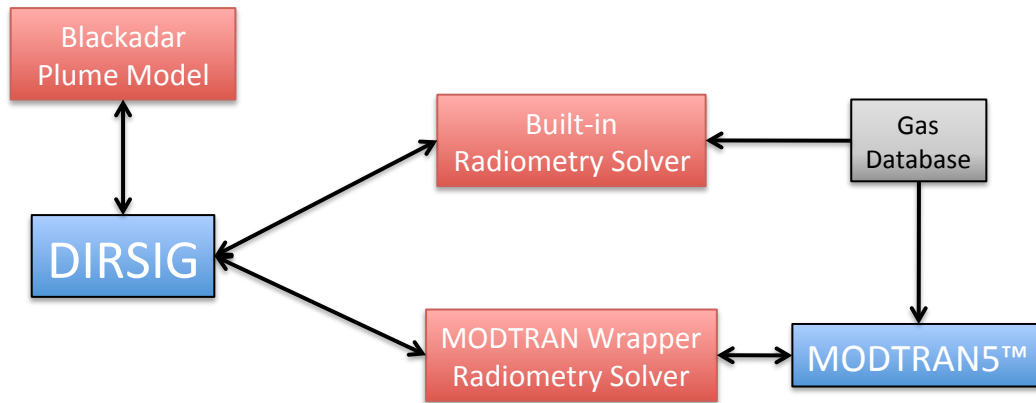 Blackadar
Plume Model
Built-in
Radiometry Solver
Gas
Database
DIRSIG
MODTRAN Wrapper
Radiometry Solver
MODTRAN5™